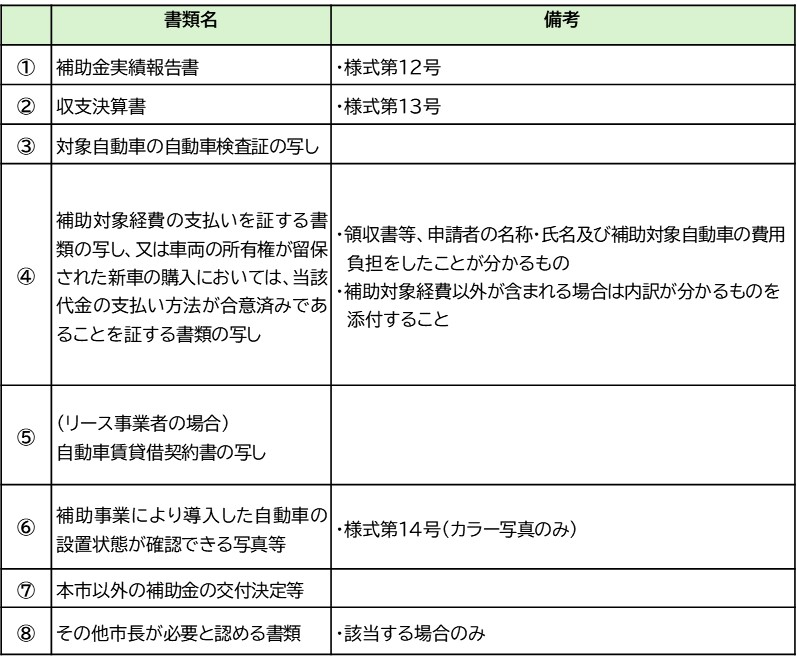 書類名 備考
① 補助金実績報告書 ・様式第12号
② 収支決算書 ・様式第13号
③ 対象自動車の自動車検査証の写し
④
補助対象経費の支払いを証する書
類の写し、又は車両の所有権が留保
された新車の購入においては、当該
代金の支払い方法が合意済みであ
ることを証する書類の写し
・領収書等、申請者の名称・氏名及び補助対象自動車の費用
負担をしたことが分かるもの
・補助対象経費以外が含まれる場合は内訳が分かるものを
添付すること
⑤
（リース事業者の場合）
自動車賃貸借契約書の写し
⑥
補助事業により導入した自動車の
設置状態が確認できる写真等
・様式第14号（カラー写真のみ）
⑦ 本市以外の補助金の交付決定等
⑧ その他市長が必要と認める書類 ・該当する場合のみ